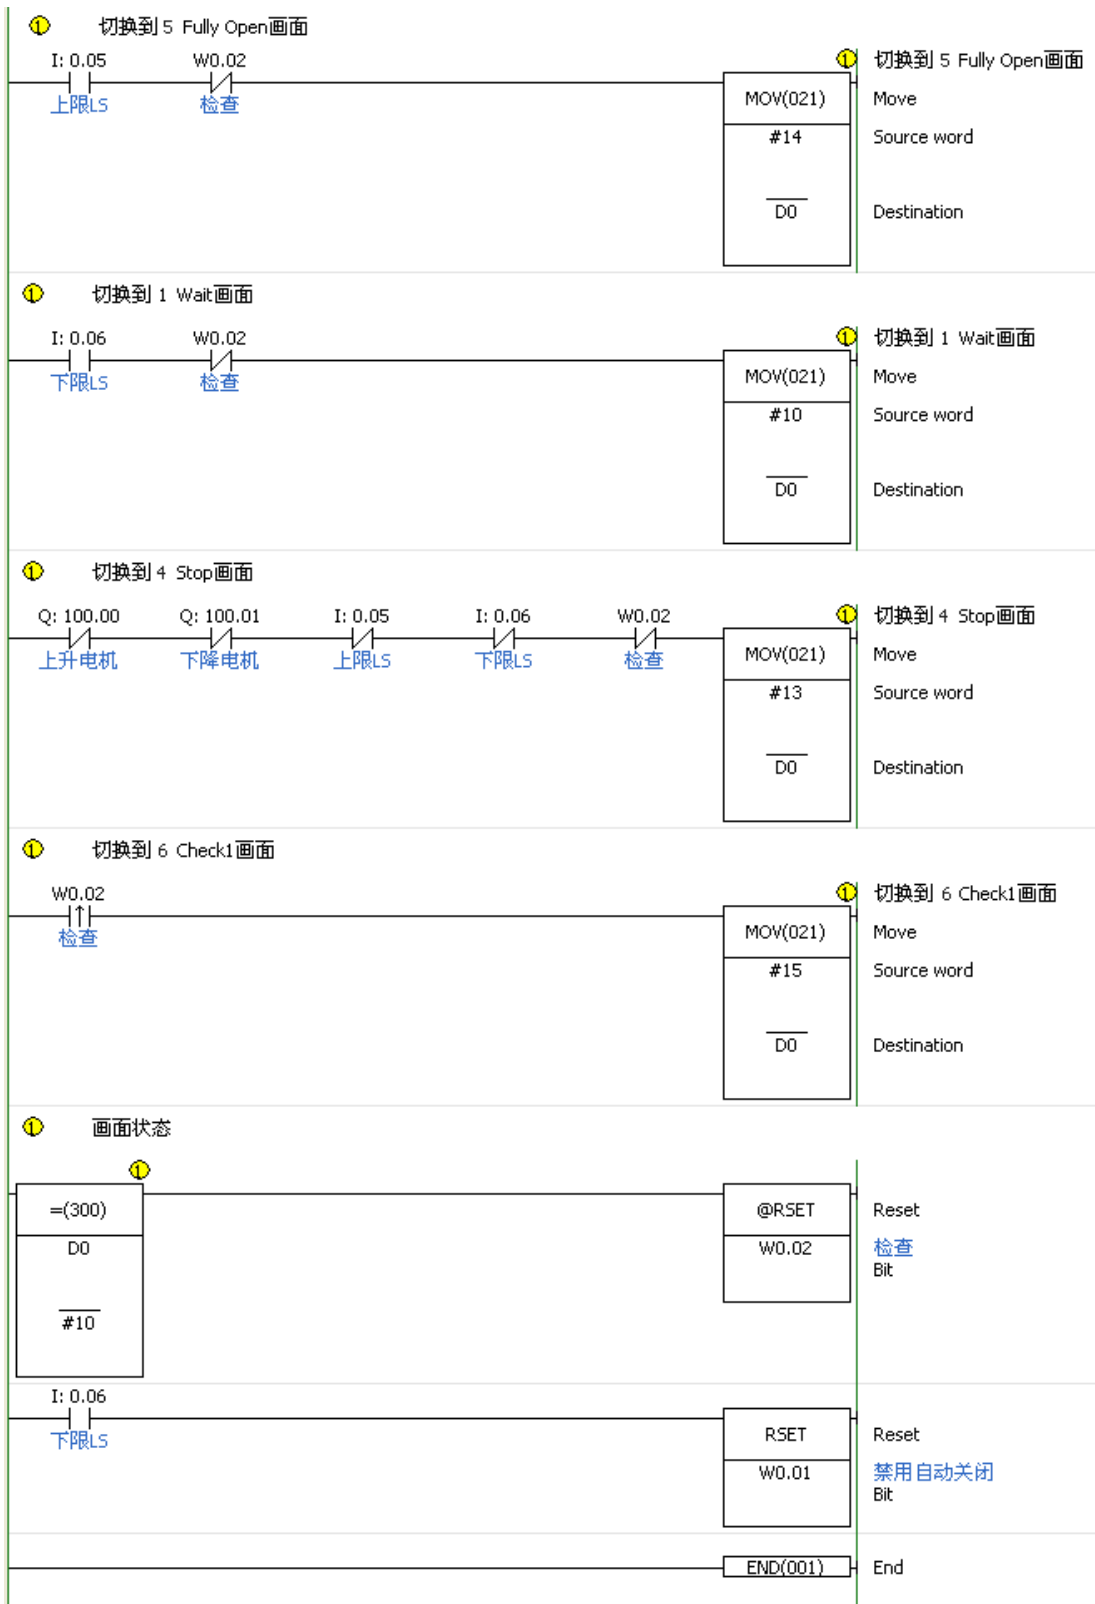 1 切换到 5 Fully Open画面
I: 0.05 W0.02 1 切换到 5 Fully Open画面
上限LS 检查 MOV(021) Move
#14 Source word
D0 Destination
1 切换到 1 Wait画面
I: 0.06 W0.02 1 切换到 1 Wait画面
下限LS 检查 MOV(021) Move
#10 Source word
D0 Destination
1 切换到 4 Stop画面
Q: 100.00 Q: 100.01 I: 0.05 I: 0.06 W0.02 1 切换到 4 Stop画面
上升电机 下降电机 上限LS 下限LS 检查 MOV(021) Move
#13 Source word
D0 Destination
1 切换到 6 Check1画面
W0.02 1 切换到 6 Check1画面
检查 MOV(021) Move
#15 Source word
D0 Destination
1 画面状态
1
=(300) @RSET Reset
D0 W0.02 检查
Bit
#10
I: 0.06
下限LS RSET Reset
W0.01 禁用自动关闭
Bit
END(001) End